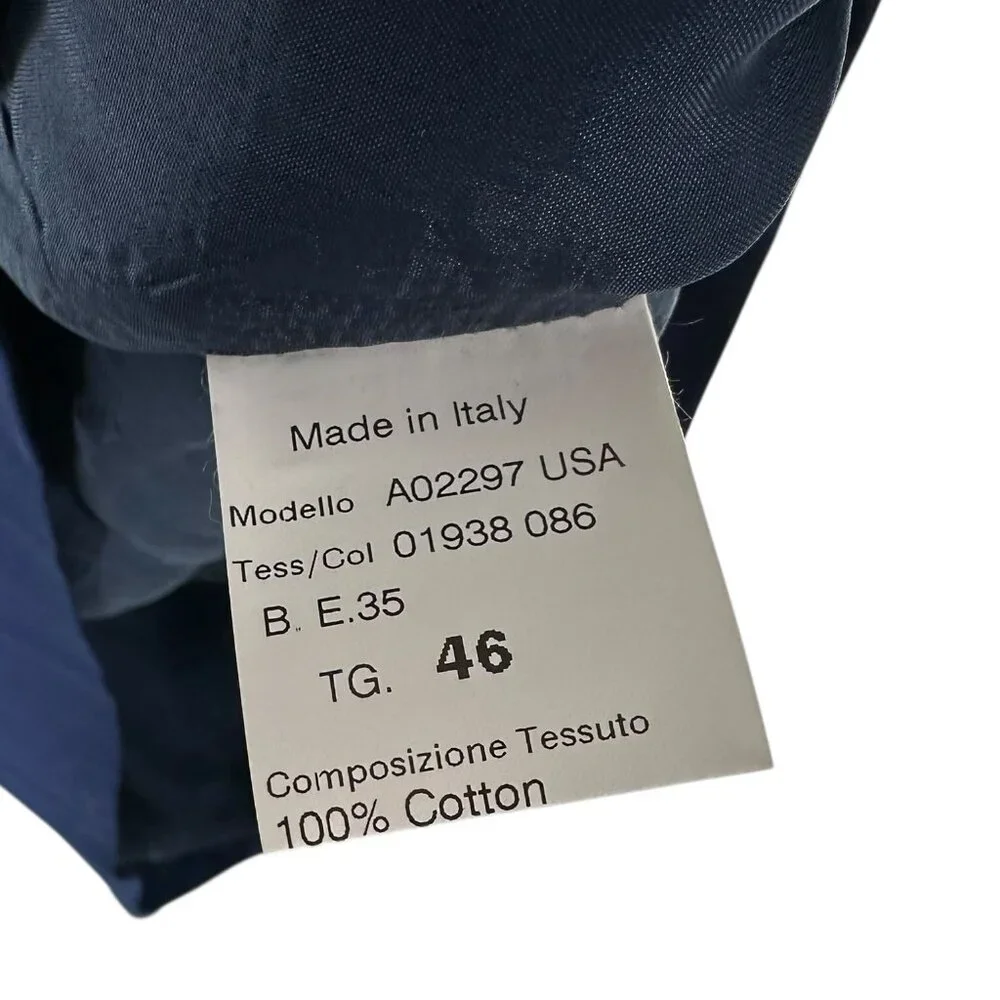 Made in Italy
Modello A02297 USA
Tess/Col 01938 086
B. E.35
TG. 46
Composizione Tessuto
100% Cotton